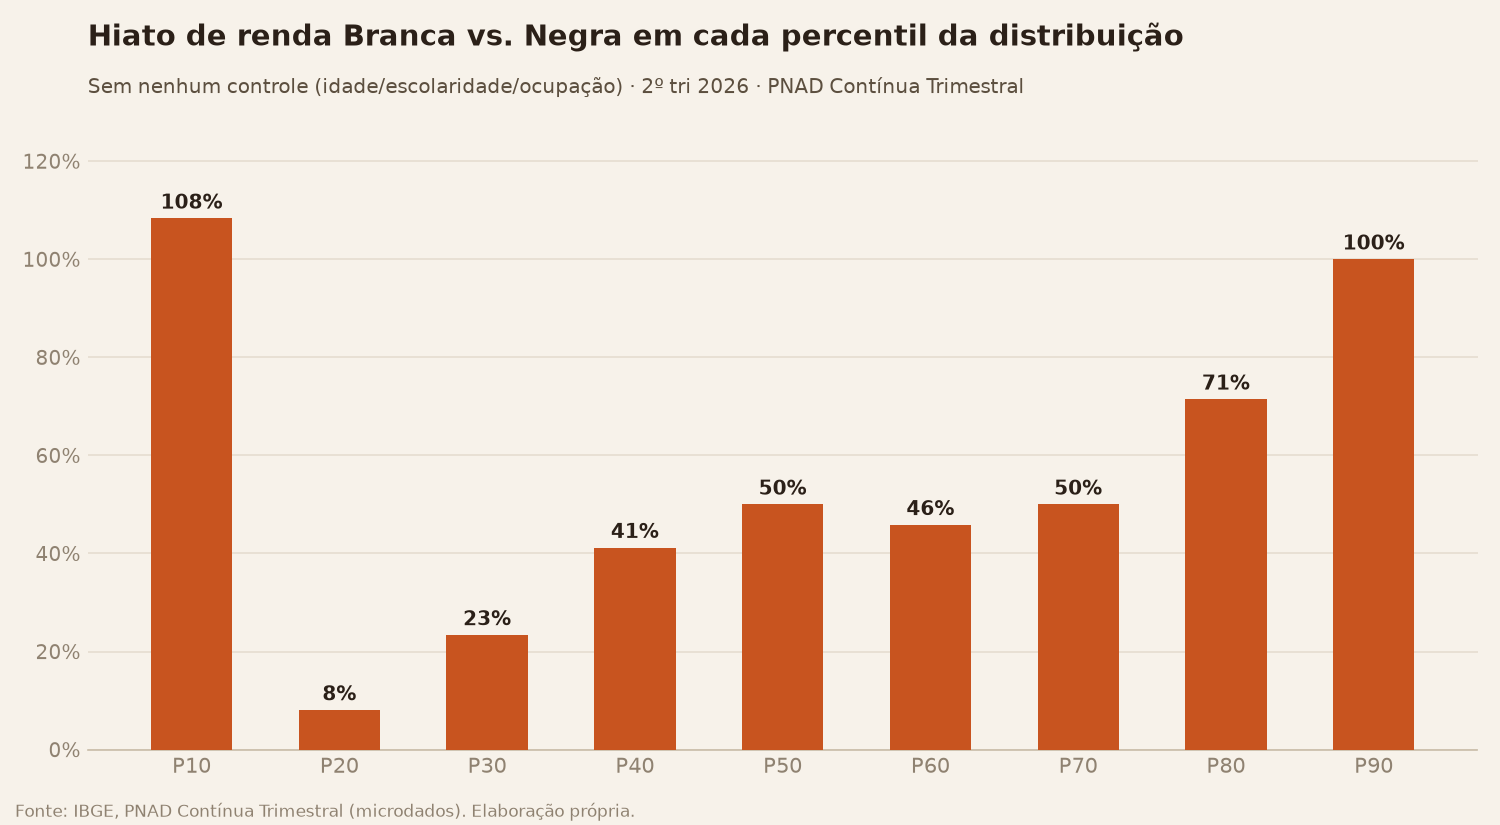 Hiato de renda Branca vs. Negra em cada percentil da distribuição
Sem nenhum controle (idade/escolaridade/ocupação) · 2º tri 2026 · PNAD Contínua Trimestral
120%
100%
80%
60%
40%
20%
0%
108%
8%
23%
41%
50%
46%
50%
71%
100%
P10
P20
P30
P40
P50
P60
P70
P80
P90
Fonte: IBGE, PNAD Contínua Trimestral (microdados). Elaboração própria.